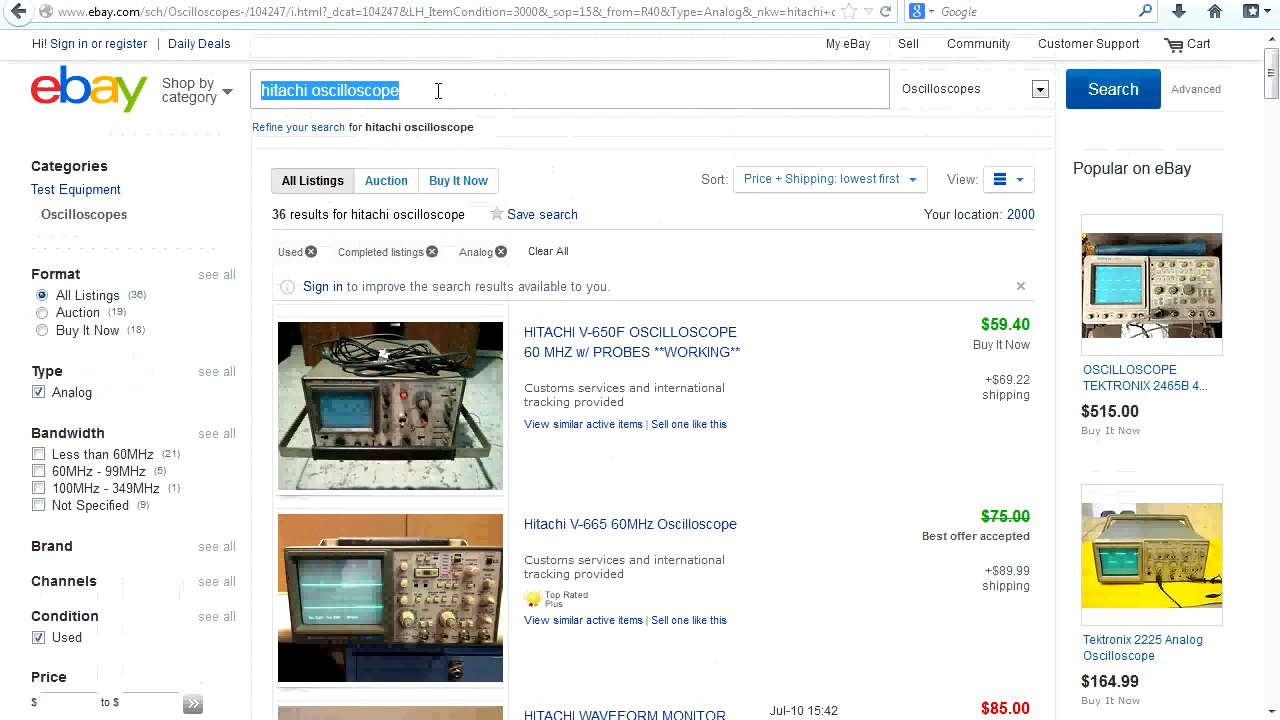 www.ebay.com/sch/Oscilloscopes-/104247/i.html?_dcat=104247&LH_ItemCondition=3000&_sop=15&_from=R40&Type=Analog&_nkw=hitachi+c
Google
Hi! Sign in or register | Daily Deals
My eBay Sell Community Customer Support Cart
ebay
Shop by
category
hitachi oscilloscope
Oscilloscopes
Search
Advanced
Refine your search for hitachi oscilloscope
Categories
Test Equipment
Oscilloscopes
Format see all
All Listings (36)
Auction (19)
Buy It Now (18)
Type see all
Analog
Bandwidth see all
Less than 60MHz (21)
60MHz - 99MHz (5)
100MHz - 349MHz (1)
Not Specified (9)
Brand see all
Channels see all
Condition see all
Used
Price
$ to $
All Listings Auction Buy It Now
Sort: Price + Shipping: lowest first View:
36 results for hitachi oscilloscope Save search
Your location: 2000
Used Completed listings Analog Clear All
Sign in to improve the search results available to you.
HITACHI V-650F OSCILLOSCOPE
60 MHZ w/ PROBES **WORKING**
$59.40
Buy It Now
Customs services and international
tracking provided
+$69.22
shipping
View similar active items | Sell one like this
Hitachi V-665 60MHz Oscilloscope
$75.00
Best offer accepted
Customs services and international
tracking provided
+$89.99
shipping
Top Rated
Plus
View similar active items | Sell one like this
HITACHI WAVEFORM MONITOR
Jul-10 15:42
$85.00
Popular on eBay
OSCILLOSCOPE
TEKTRONIX 2465B 4...
$515.00
Buy It Now
Tektronix 2225 Analog
Oscilloscope
$164.99
Buy It Now